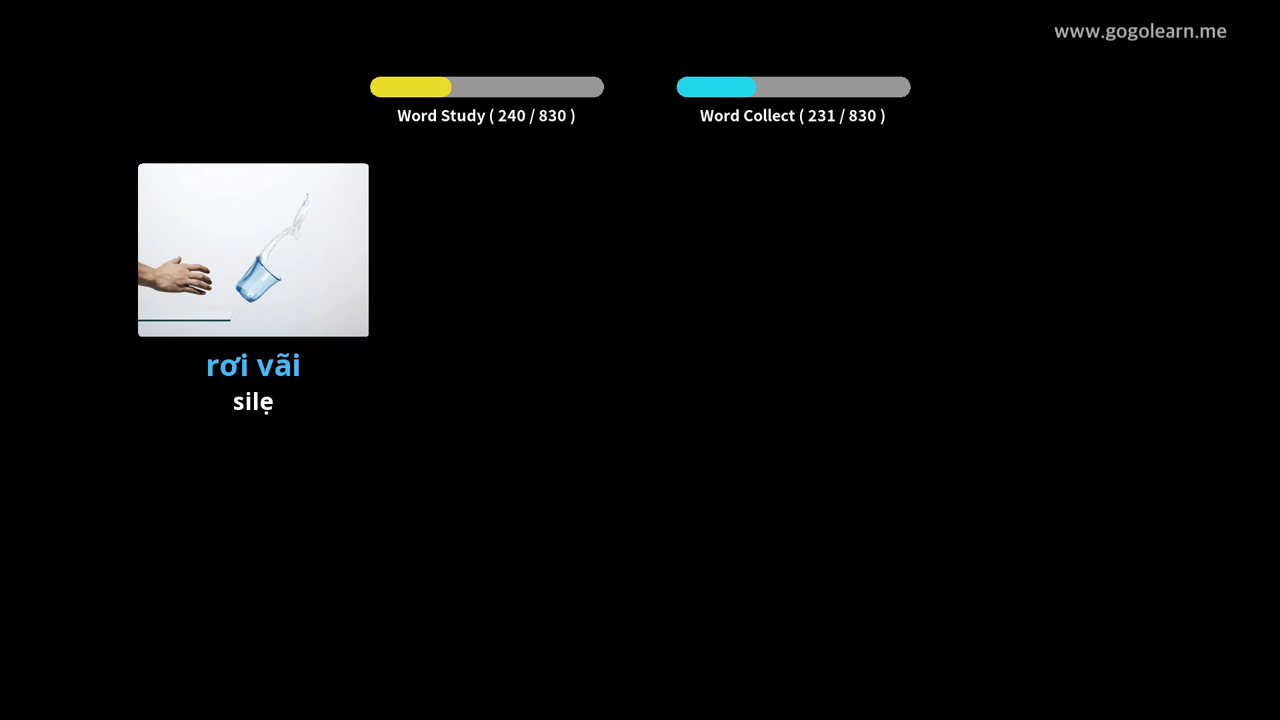 www.gogolearn.me
Word Study ( 240 / 830 )
Word Collect ( 231 / 830 )
rơi vãi
silẹ